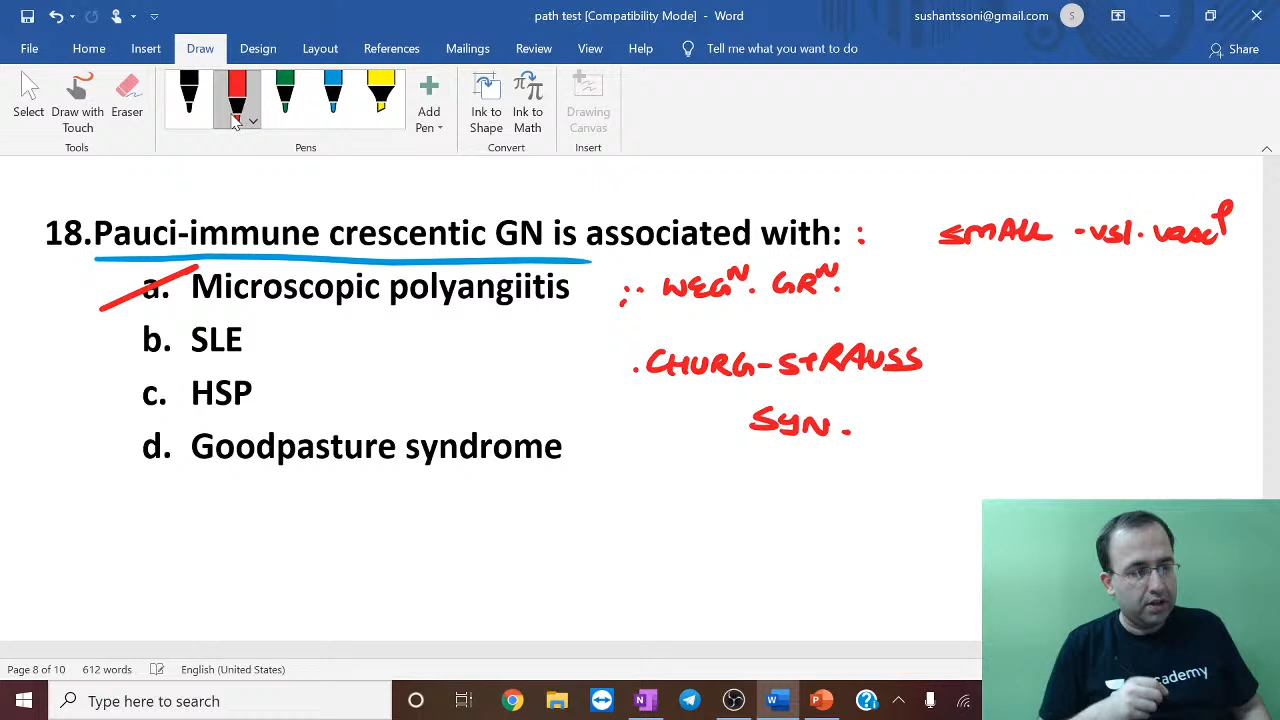 path test [Compatibility Mode] - Word
sushantssoni@gmail.com
S
File Home Insert Draw Design Layout References Mailings Review View Help Tell me what you want to do
Share
Select Draw with Touch Eraser
Add Pen
Ink to Shape Ink to Math
Drawing Canvas
Tools Pens Convert Insert
18.Pauci-immune crescentic GN is associated with: : SMALL - vsl.
a. Microscopic polyangiitis ∴ WEGN. GRN.
b. SLE
. CHURG-STRAUSS
c. HSP
SYN.
d. Goodpasture syndrome
cademy
Page 8 of 10 612 words English (United States)
Type here to search